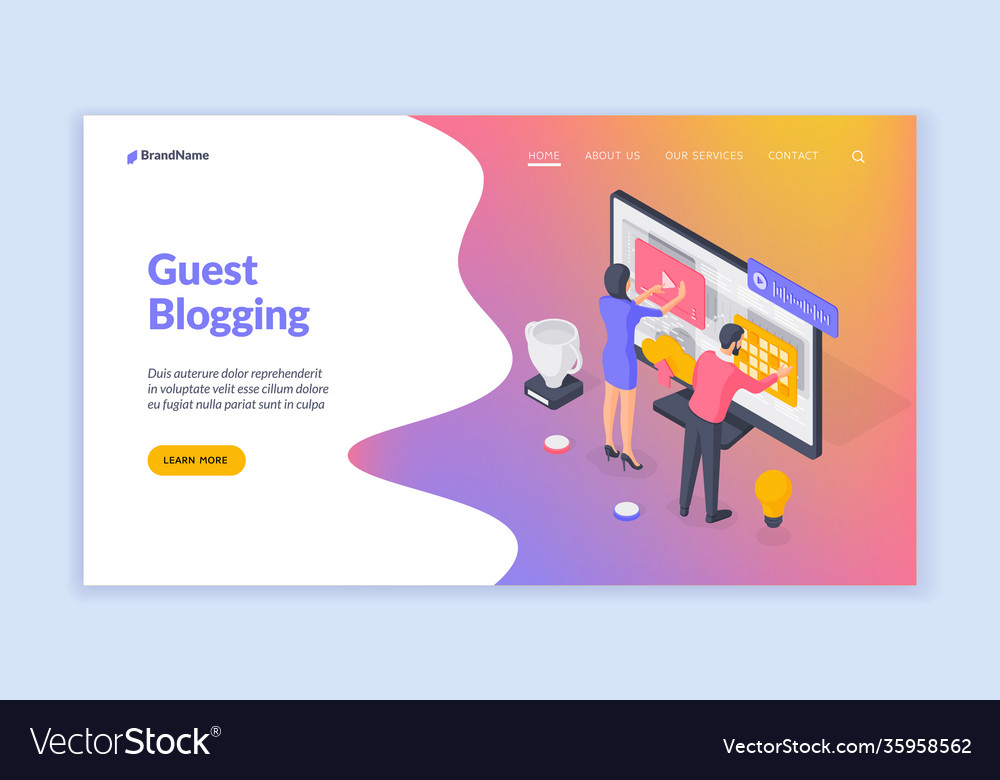 BrandName
HOME ABOUT US OUR SERVICES CONTACT
Guest
Blogging
Duis auterure dolor reprehenderit
in voluptate velit esse cillum dolore
eu fugiat nulla pariat sunt in culpa
LEARN MORE
VectorStock®
VectorStock.com/35958562